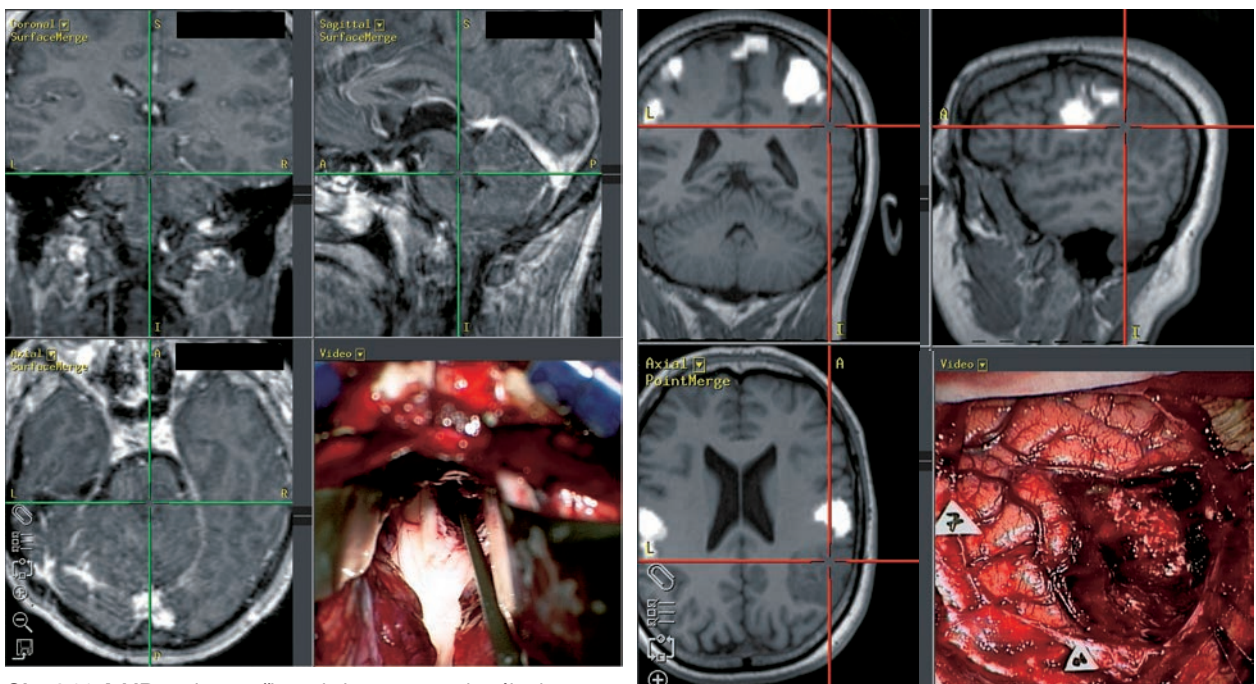 Coronal
SurfaceMerge
S
L
R
I
Sagittal
SurfaceMerge
S
A
P
I
Axial
SurfaceMerge
A
L
R
P
Video
L
I
A
I
Axial
PointMerge
A
L
Video
7